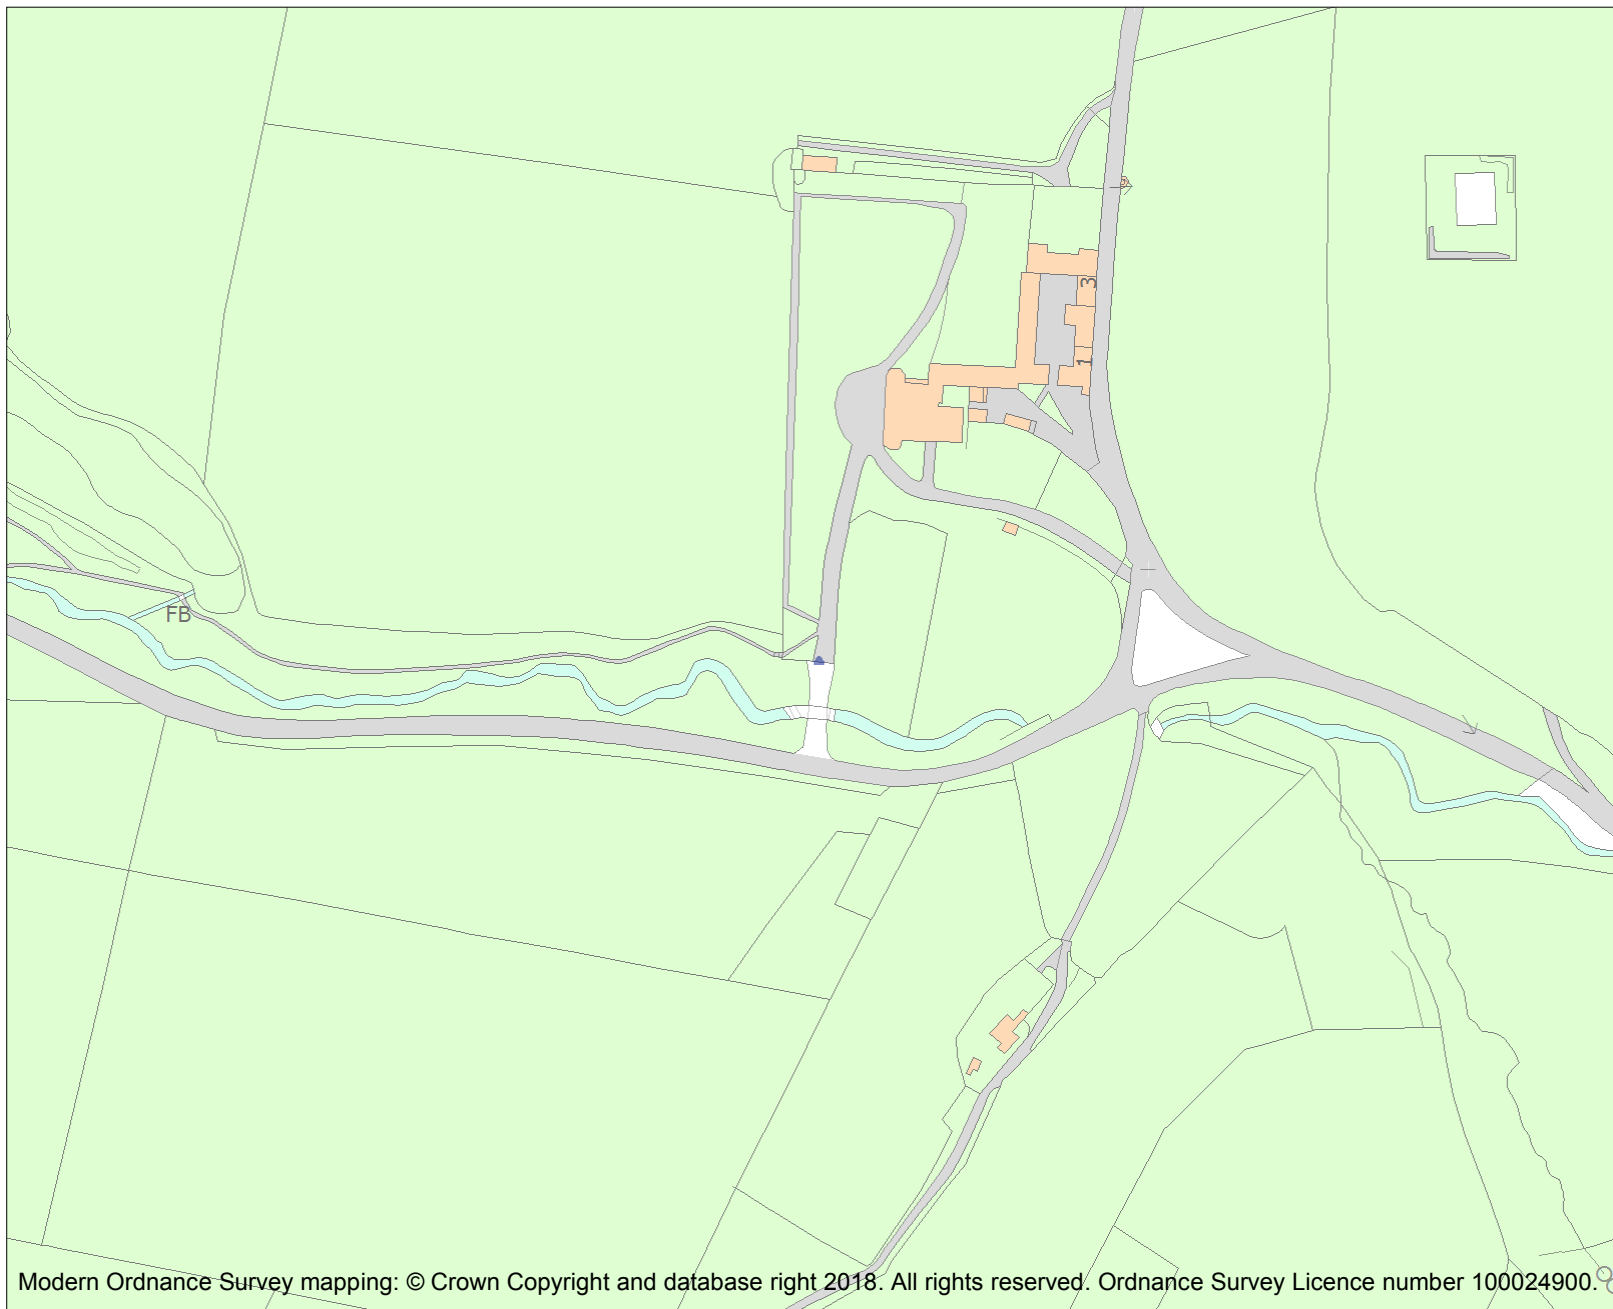 3
1
FB
Modern Ordnance Survey mapping: © Crown Copyright and database right 2018. All rights reserved. Ordnance Survey Licence number 100024900.